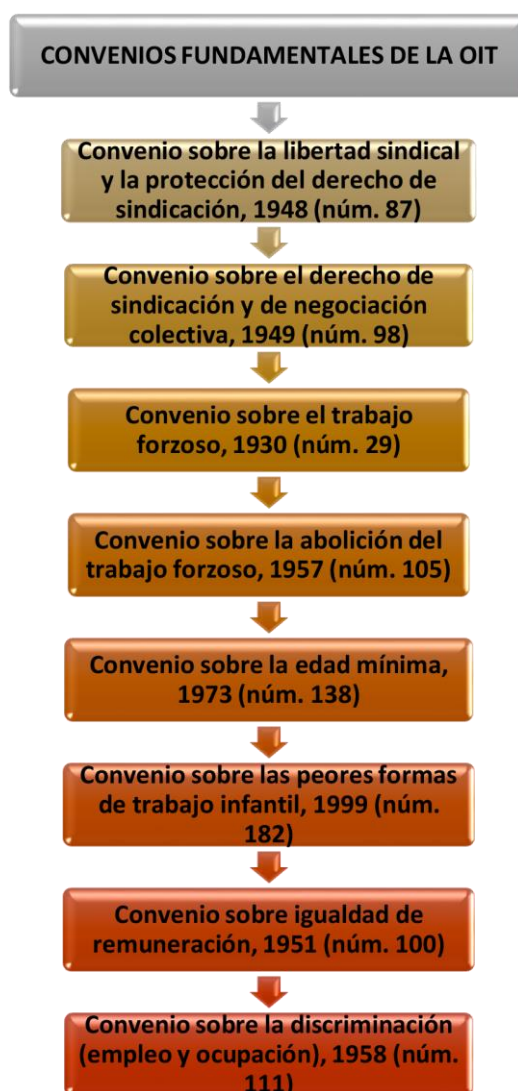 CONVENIOS FUNDAMENTALES DE LA OIT
Convenio sobre la libertad sindical
y la protección del derecho de
sindicación, 1948 (núm. 87)
Convenio sobre el derecho de
sindicación y de negociación
colectiva, 1949 (núm. 98)
Convenio sobre el trabajo
forzoso, 1930 (núm. 29)
Convenio sobre la abolición del
trabajo forzoso, 1957 (núm. 105)
Convenio sobre la edad mínima,
1973 (núm. 138)
Convenio sobre las peores formas
de trabajo infantil, 1999 (núm.
182)
Convenio sobre igualdad de
remuneración, 1951 (núm. 100)
Convenio sobre la discriminación
(empleo y ocupación), 1958 (núm.
111)